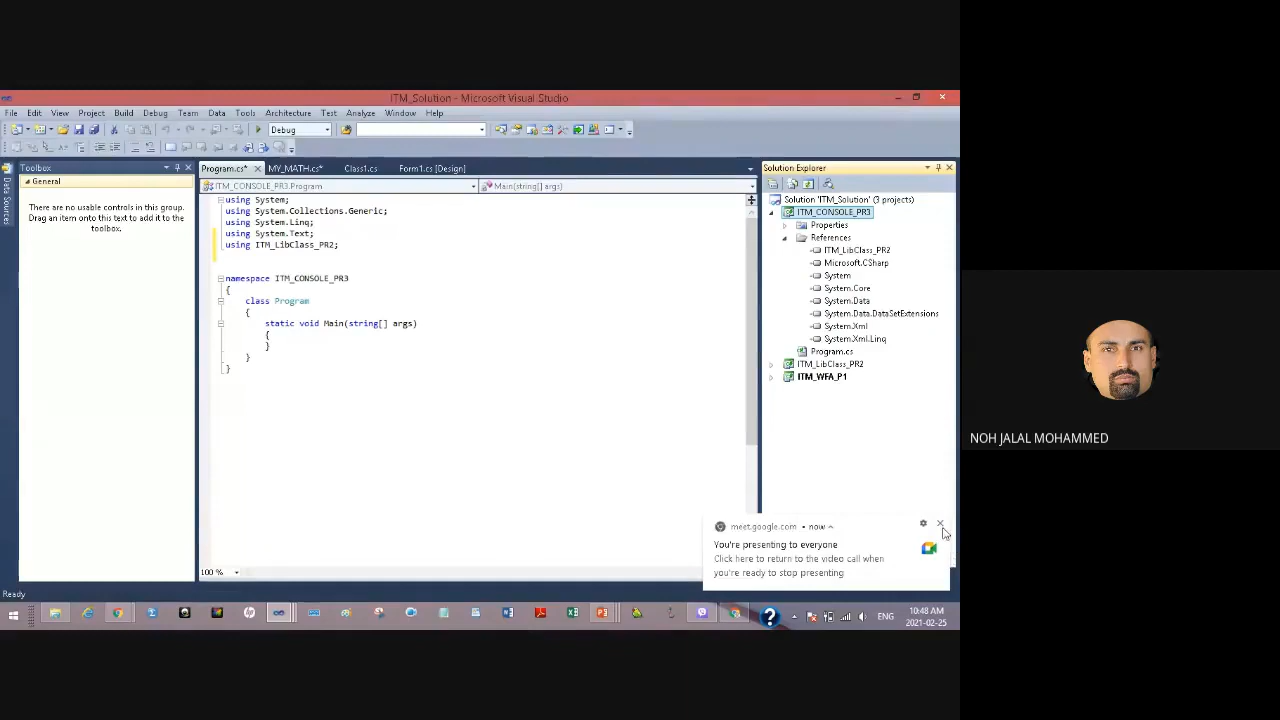 ITM_Solution - Microsoft Visual Studio
File Edit View Project Build Debug Team Data Tools Architecture Test Analyze Window Help
Debug
Toolbox
General
There are no usable controls in this group.
Drag an item onto this text to add it to the
toolbox.
Data Sources
Program.cs* MY_MATH.cs* Class1.cs Form1.cs [Design]
ITM_CONSOLE_PR3.Program Main(string[] args)
using System;
using System.Collections.Generic;
using System.Linq;
using System.Text;
using ITM_LibClass_PR2;
namespace ITM_CONSOLE_PR3
{
class Program
{
static void Main(string[] args)
{
}
}
}
100 %
Solution Explorer
Solution 'ITM_Solution' (3 projects)
ITM_CONSOLE_PR3
Properties
References
ITM_LibClass_PR2
Microsoft.CSharp
System
System.Core
System.Data
System.Data.DataSetExtensions
System.Xml
System.Xml.Linq
Program.cs
ITM_LibClass_PR2
ITM_WFA_P1
meet.google.com • now
You're presenting to everyone
Click here to return to the video call when
you're ready to stop presenting
Ready
ENG
10:48 AM
2021-02-25
NOH JALAL MOHAMMED